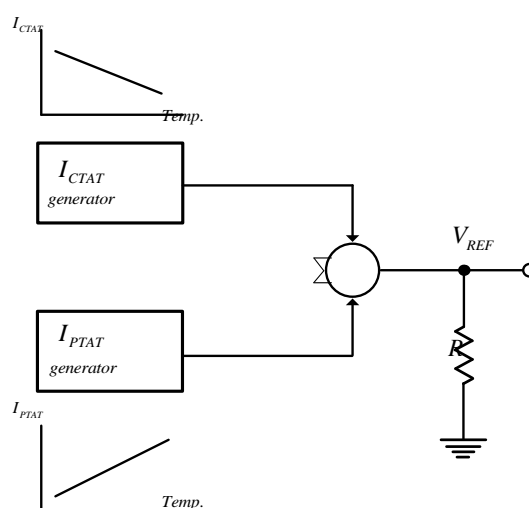 I_CTAT
Temp.
I_CTAT
generator
Σ
V_REF
R
I_PTAT
generator
I_PTAT
Temp.